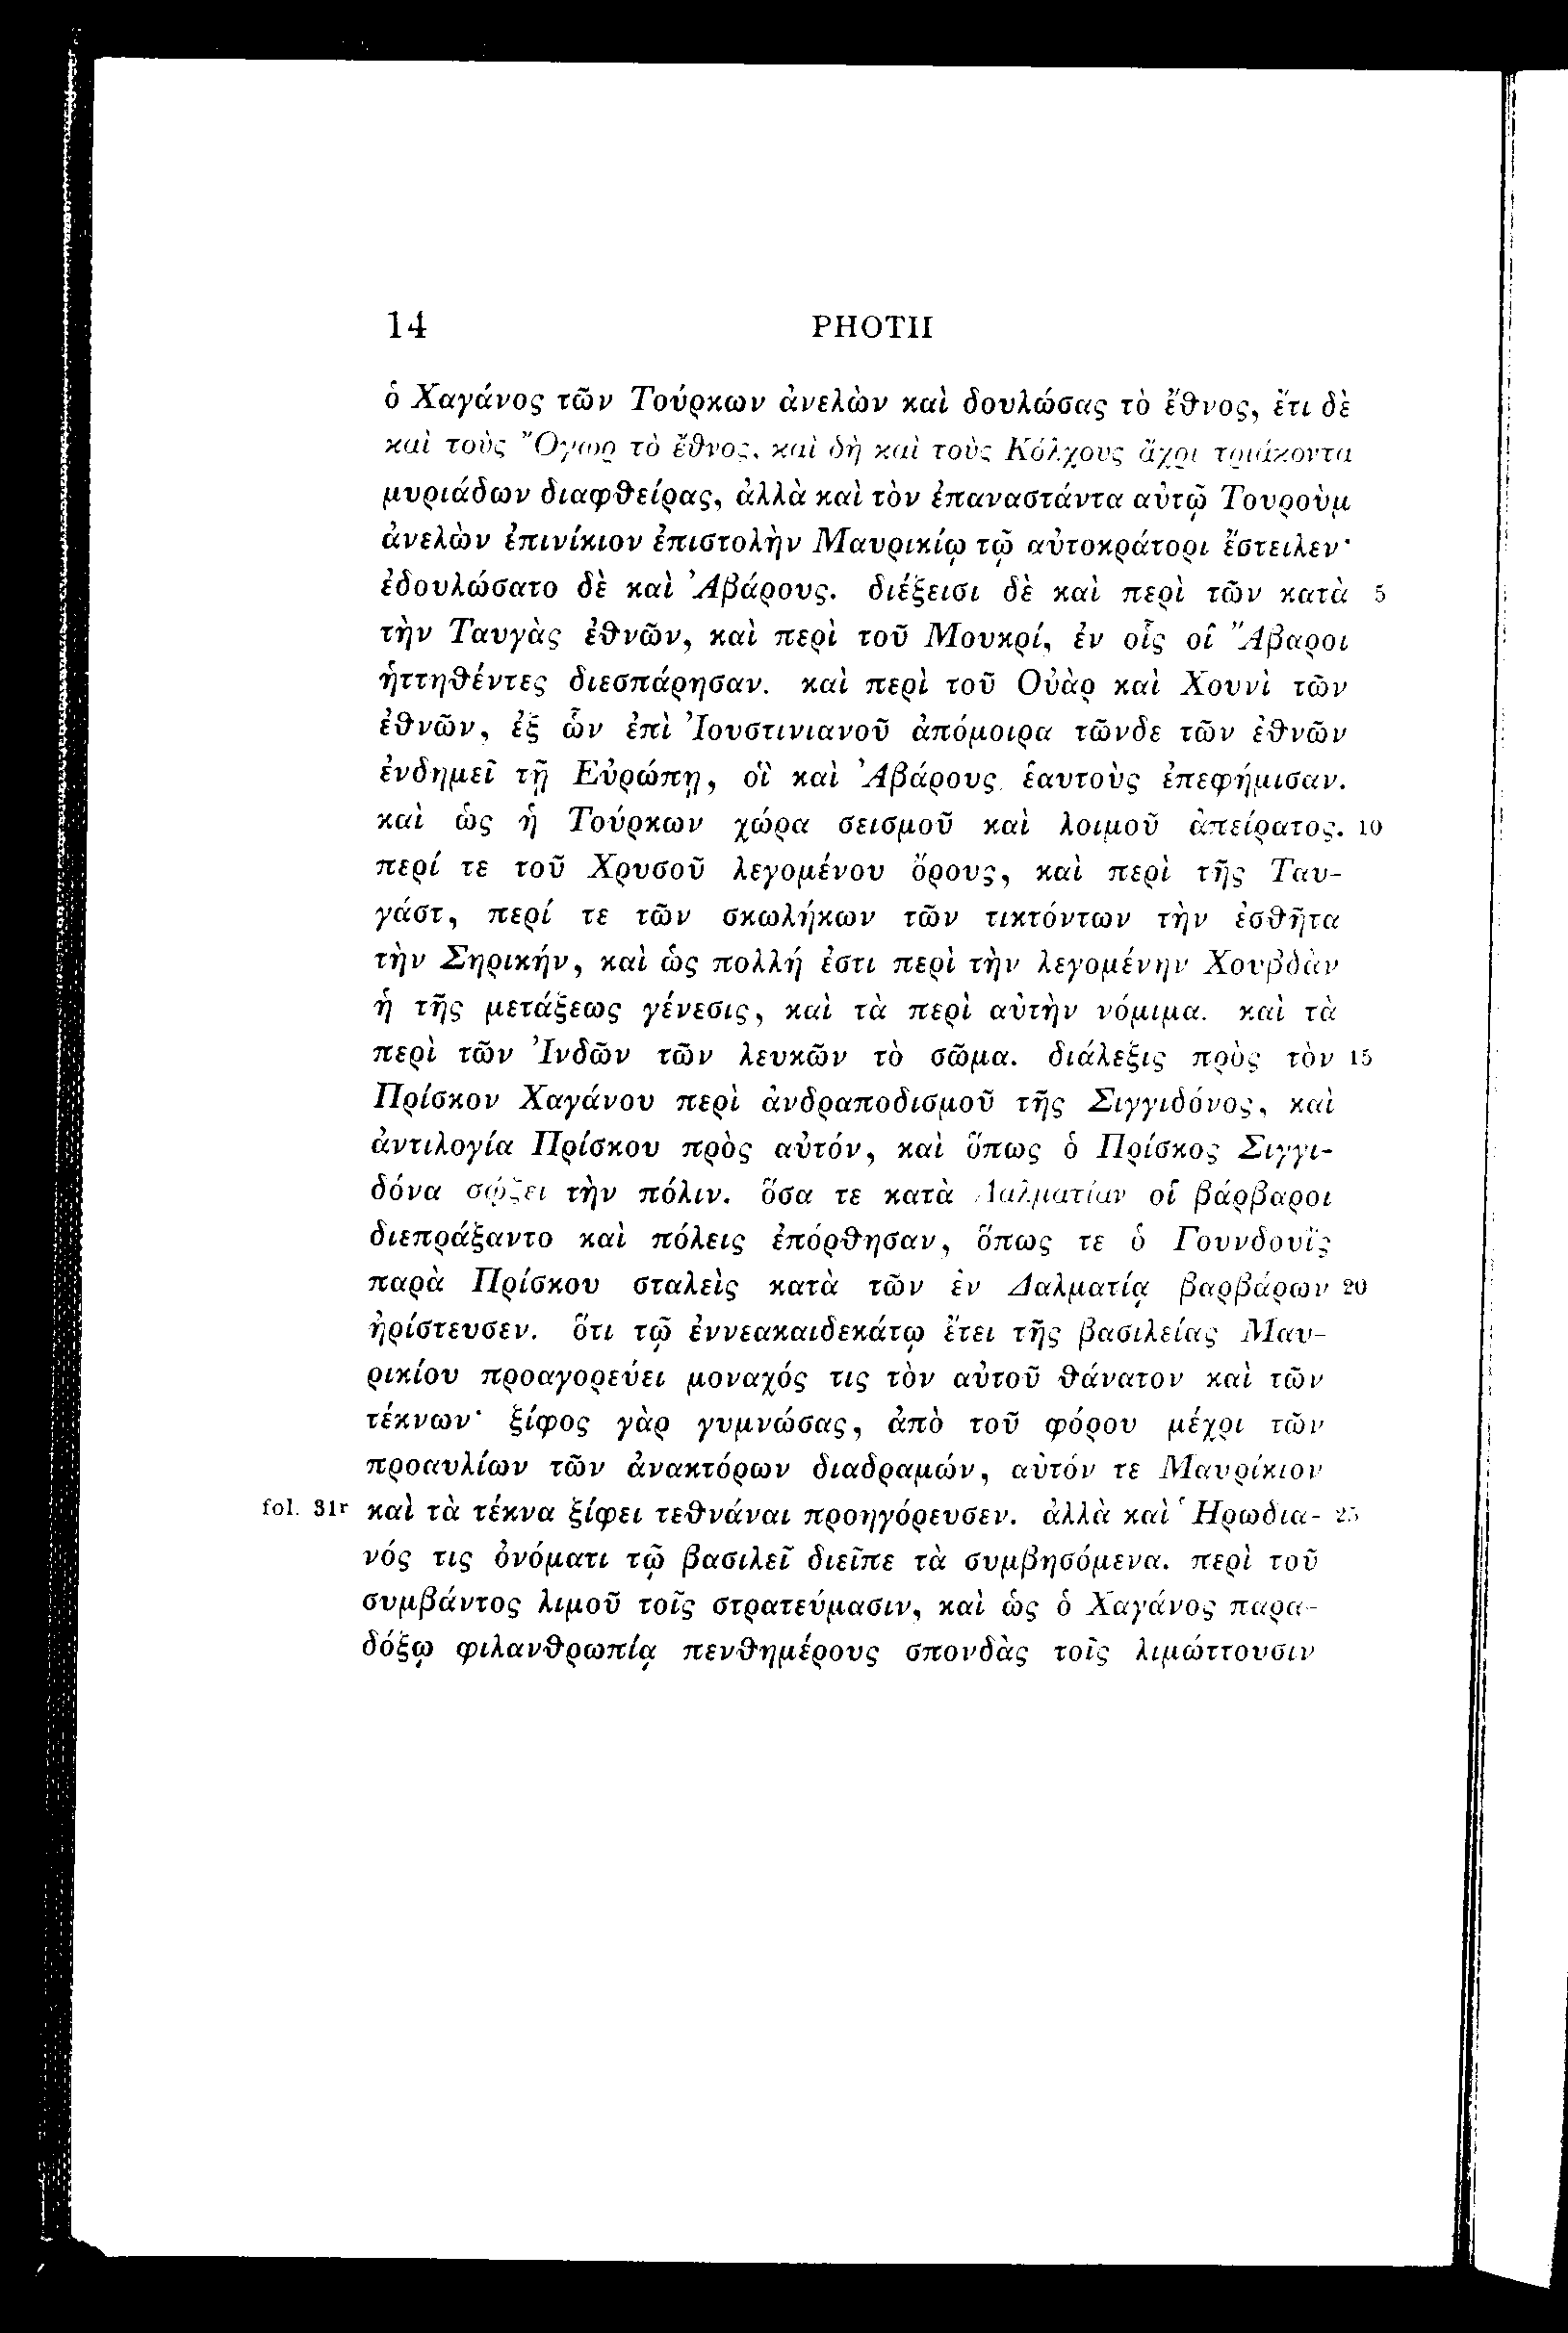 14 PHOTII
ὁ Χαγάνος τῶν Τούρκων ἀνελὼν καὶ δουλώσας τὸ ἔθνος, ἔτι δὲ
καὶ τοὺς Ὄγωρ τὸ ἔθνος, καὶ δὴ καὶ τοὺς Κόλχους ἄχρι τριάκοντα
μυριάδων διαφθείρας, ἀλλὰ καὶ τὸν ἐπαναστάντα αὐτῷ Τουροὺμ
ἀνελὼν ἐπινίκιον ἐπιστολὴν Μαυρικίῳ τῷ αὐτοκράτορι ἔστειλεν·
ἐδουλώσατο δὲ καὶ Ἀβάρους. διέξεισι δὲ καὶ περὶ τῶν κατὰ 5
τὴν Ταυγὰς ἐθνῶν, καὶ περὶ τοῦ Μουκρί, ἐν οἷς οἱ Ἄβαροι
ἡττηθέντες διεσπάρησαν. καὶ περὶ τοῦ Οὐὰρ καὶ Χουνὶ τῶν
ἐθνῶν, ἐξ ὧν ἐπὶ Ἰουστινιανοῦ ἀπόμοιρα τῶνδε τῶν ἐθνῶν
ἐνδημεῖ τῇ Εὐρώπῃ, οἳ καὶ Ἀβάρους ἑαυτοὺς ἐπεφήμισαν.
καὶ ὡς ἡ Τούρκων χώρα σεισμοῦ καὶ λοιμοῦ ἀπείρατος. 10
περί τε τοῦ Χρυσοῦ λεγομένου ὄρους, καὶ περὶ τῆς Ταυ-
γάστ, περί τε τῶν σκωλήκων τῶν τικτόντων τὴν ἐσθῆτα
τὴν Σηρικήν, καὶ ὡς πολλή ἐστι περὶ τὴν λεγομένην Χουβδὰν
ἡ τῆς μετάξεως γένεσις, καὶ τὰ περὶ αὐτὴν νόμιμα. καὶ τὰ
περὶ τῶν Ἰνδῶν τῶν λευκῶν τὸ σῶμα. διάλεξις πρὸς τὸν 15
Πρίσκον Χαγάνου περὶ ἀνδραποδισμοῦ τῆς Σιγγιδόνος, καὶ
ἀντιλογία Πρίσκου πρὸς αὐτόν, καὶ ὅπως ὁ Πρίσκος Σιγγι-
δόνα σῴζει τὴν πόλιν. ὅσα τε κατὰ Δαλματίαν οἱ βάρβαροι
διεπράξαντο καὶ πόλεις ἐπόρθησαν, ὅπως τε ὁ Γουνδουῒς
παρὰ Πρίσκου σταλεὶς κατὰ τῶν ἐν Δαλματίᾳ βαρβάρων 20
ἠρίστευσεν. ὅτι τῷ ἐννεακαιδεκάτῳ ἔτει τῆς βασιλείας Μαυ-
ρικίου προαγορεύει μοναχός τις τὸν αὐτοῦ θάνατον καὶ τῶν
τέκνων· ξίφος γὰρ γυμνώσας, ἀπὸ τοῦ φόρου μέχρι τῶν
προαυλίων τῶν ἀνακτόρων διαδραμών, αὐτόν τε Μαυρίκιον
fol. 31r καὶ τὰ τέκνα ξίφει τεθνάναι προηγόρευσεν. ἀλλὰ καὶ Ἡρωδια- 25
νός τις ὀνόματι τῷ βασιλεῖ διεῖπε τὰ συμβησόμενα. περὶ τοῦ
συμβάντος λιμοῦ τοῖς στρατεύμασιν, καὶ ὡς ὁ Χαγάνος παρα-
δόξῳ φιλανθρωπίᾳ πενθημέρους σπονδὰς τοῖς λιμώττουσιν